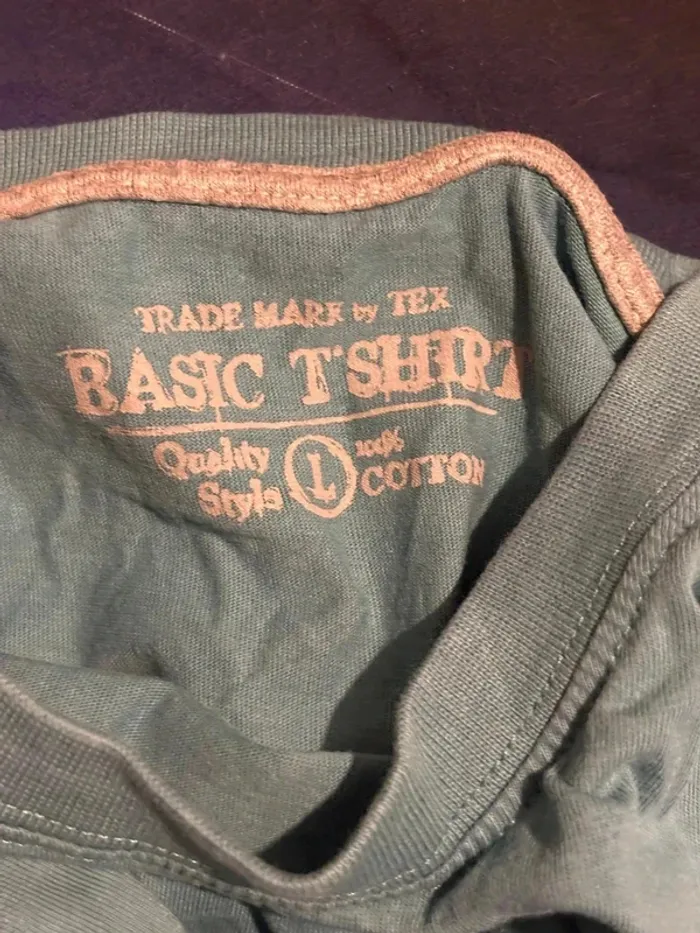 TRADE MARK by TEX
BASIC T'SHIRT
Quality
Style
L
100%
COTTON